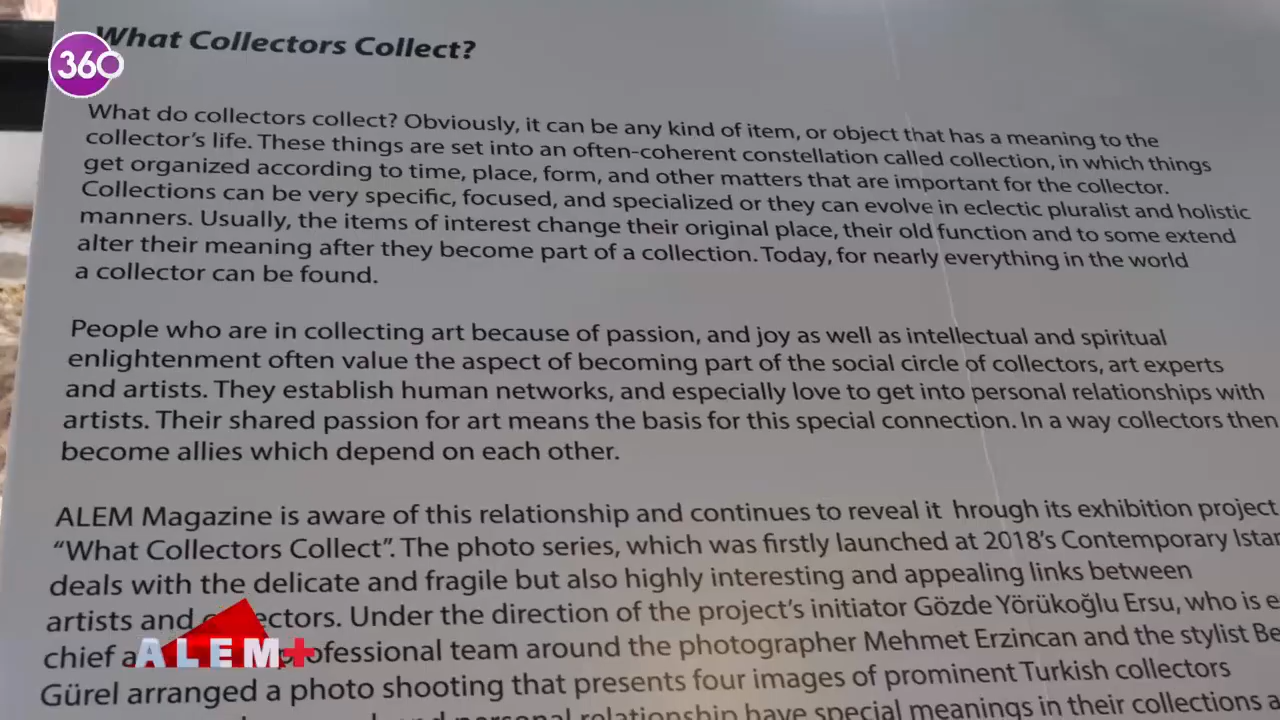 What Collectors Collect?
360
What do collectors collect? Obviously, it can be any kind of item, or object that has a meaning to the
collector's life. These things are set into an often-coherent constellation called collection, in which things
get organized according to time, place, form, and other matters that are important for the collector.
Collections can be very specific, focused, and specialized or they can evolve in eclectic pluralist and holistic
manners. Usually, the items of interest change their original place, their old function and to some extend
alter their meaning after they become part of a collection. Today, for nearly everything in the world
a collector can be found.
People who are in collecting art because of passion, and joy as well as intellectual and spiritual
enlightenment often value the aspect of becoming part of the social circle of collectors, art experts
and artists. They establish human networks, and especially love to get into personal relationships with
artists. Their shared passion for art means the basis for this special connection. In a way collectors then
become allies which depend on each other.
ALEM Magazine is aware of this relationship and continues to reveal it hrough its exhibition project
"What Collectors Collect". The photo series, which was firstly launched at 2018's Contemporary Istan
deals with the delicate and fragile but also highly interesting and appealing links between
artists and Under the direction of the project's initiator Gözde Yörükoğlu Ersu, who is
chief team around the photographer Mehmet Erzincan and the stylist
ALEM+
Gürel arranged a photo shooting that presents four images of prominent Turkish collectors
personal relationship have special meanings in their collections